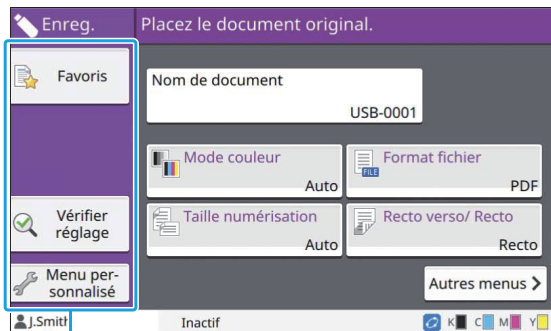 Enreg.
Placez le document original.
Favoris
Vérifier
réglage
Menu per-
sonnalisé
Nom de document
USB-0001
Mode couleur
Auto
Format fichier
FILE
PDF
Taille numérisation
Auto
Recto verso/ Recto
Recto
Autres menus
J.Smith
Inactif
K C M Y